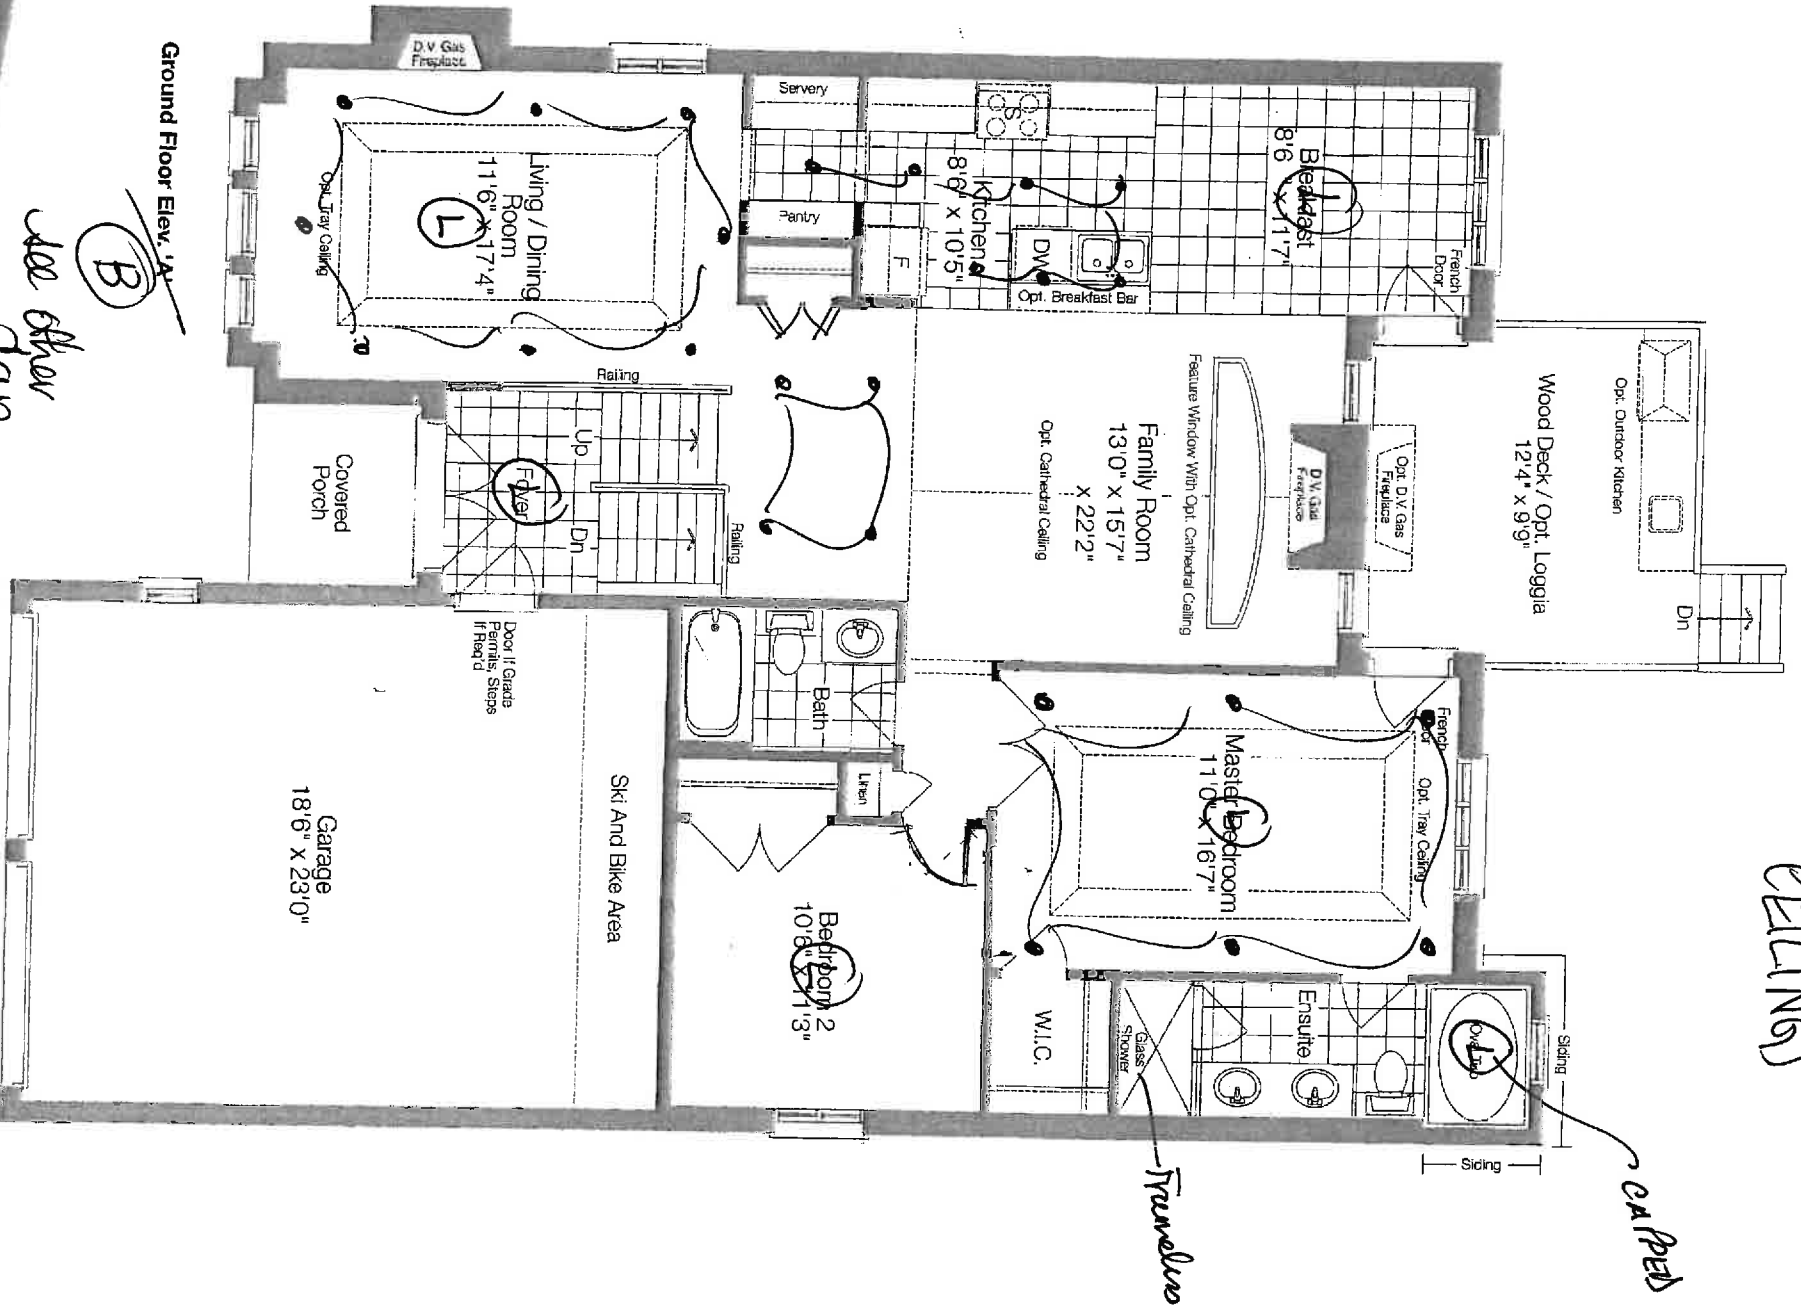 CEILING
Ground Floor Elev. 'A'
B
see other
D.V. Gas
Fireplace
Living / Dining
Room
11'6" x 17'4"
L
Opt. Tray Ceiling
Servery
Pantry
S
Kitchen
8'6" x 10'5"
F
DW
Opt. Breakfast Bar
Breakfast
8'6" x 11'7"
L
French
Door
Opt. Outdoor Kitchen
Wood Deck / Opt. Loggia
12'4" x 9'9"
Dn
Opt. D.V. Gas
Fireplace
D.V. Gas
Fireplace
Feature Window With Opt. Cathedral Ceiling
Family Room
13'0" x 15'7"
x 22'2"
Opt. Cathedral Ceiling
Railing
Up
Foyer
L
Dn
Railing
Covered
Porch
Door If Grade
Permits, Steps
If Req'd
Bath
Linen
Ski And Bike Area
Garage
18'6" x 23'0"
Bedroom 2
10'6" x 11'3"
L
French
Door
Opt. Tray Ceiling
Master Bedroom
11'0" x 16'7"
L
W.I.C.
Glass
Shower
Ensuite
Oval Tub
L
Siding
Siding
CAPPED